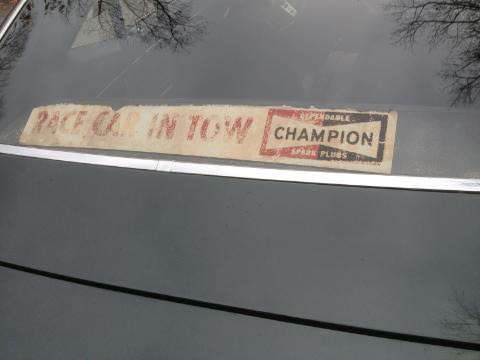 RACE CAR IN TOW
DEPENDABLE
CHAMPION
SPARK PLUGS